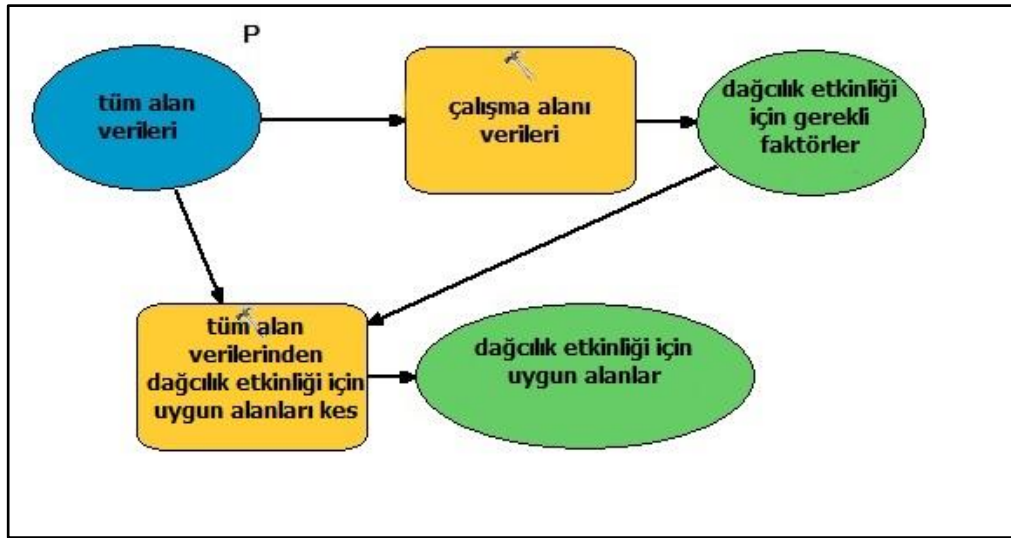 P
tüm alan
verileri
çalışma alanı
verileri
dağcılık etkinliği
için gerekli
faktörler
tüm alan
verilerinden
dağcılık etkinliği için
uygun alanları kes
dağcılık etkinliği için
uygun alanlar